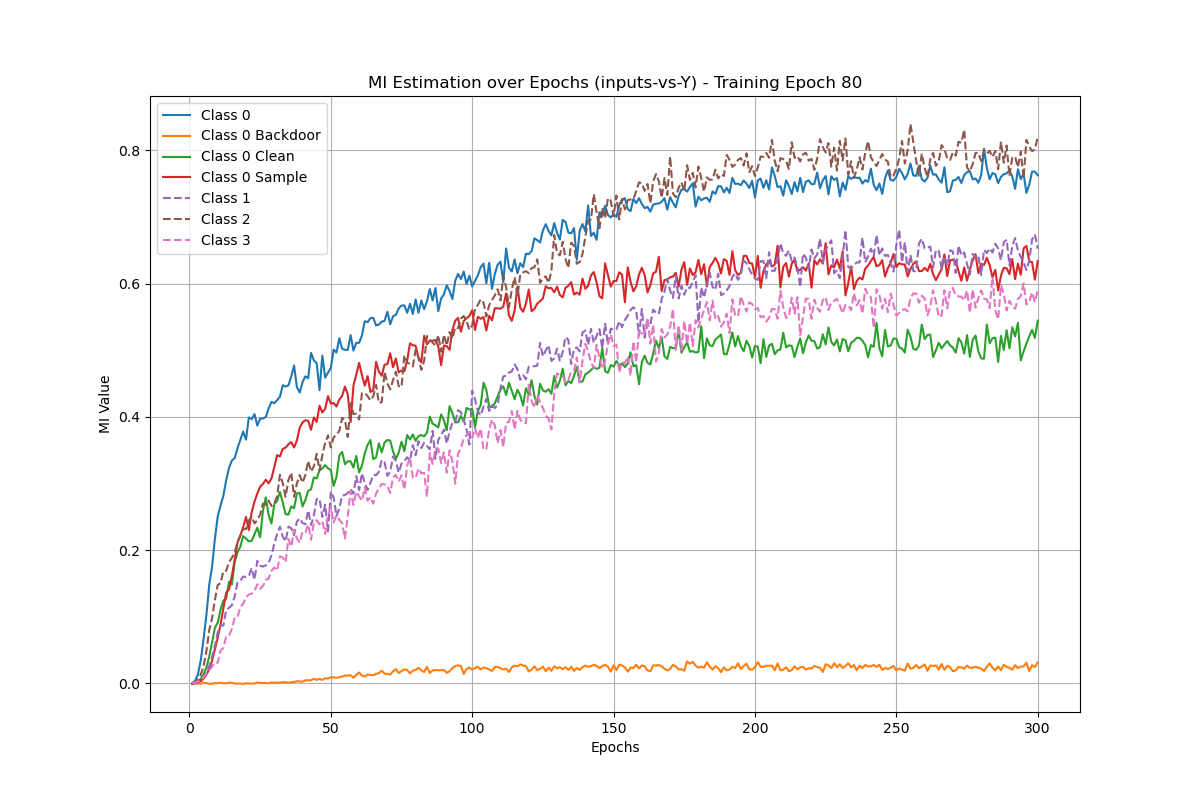 MI Estimation over Epochs (inputs-vs-Y) - Training Epoch 80
Class 0
Class 0 Backdoor
Class 0 Clean
Class 0 Sample
Class 1
Class 2
Class 3
0.8
0.6
0.4
0.2
0.0
MI Value
0 50 100 150 200 250 300
Epochs